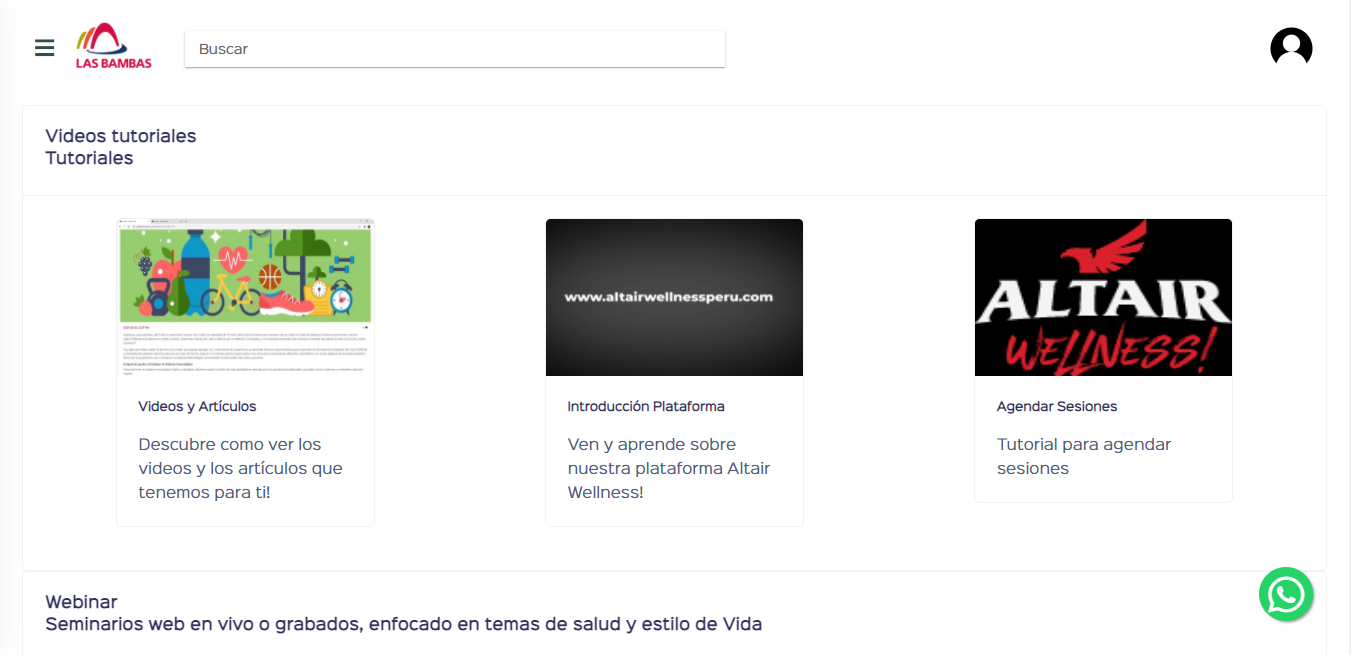 LAS BAMBAS
Buscar
Videos tutoriales
Tutoriales
www.altairwellnessperu.com
ALTAIR
WELLNESS!
Videos y Artículos
Descubre como ver los
videos y los artículos que
tenemos para ti!
Introducción Plataforma
Ven y aprende sobre
nuestra plataforma Altair
Wellness!
Agendar Sesiones
Tutorial para agendar
sesiones
Webinar
Seminarios web en vivo o grabados, enfocado en temas de salud y estilo de Vida